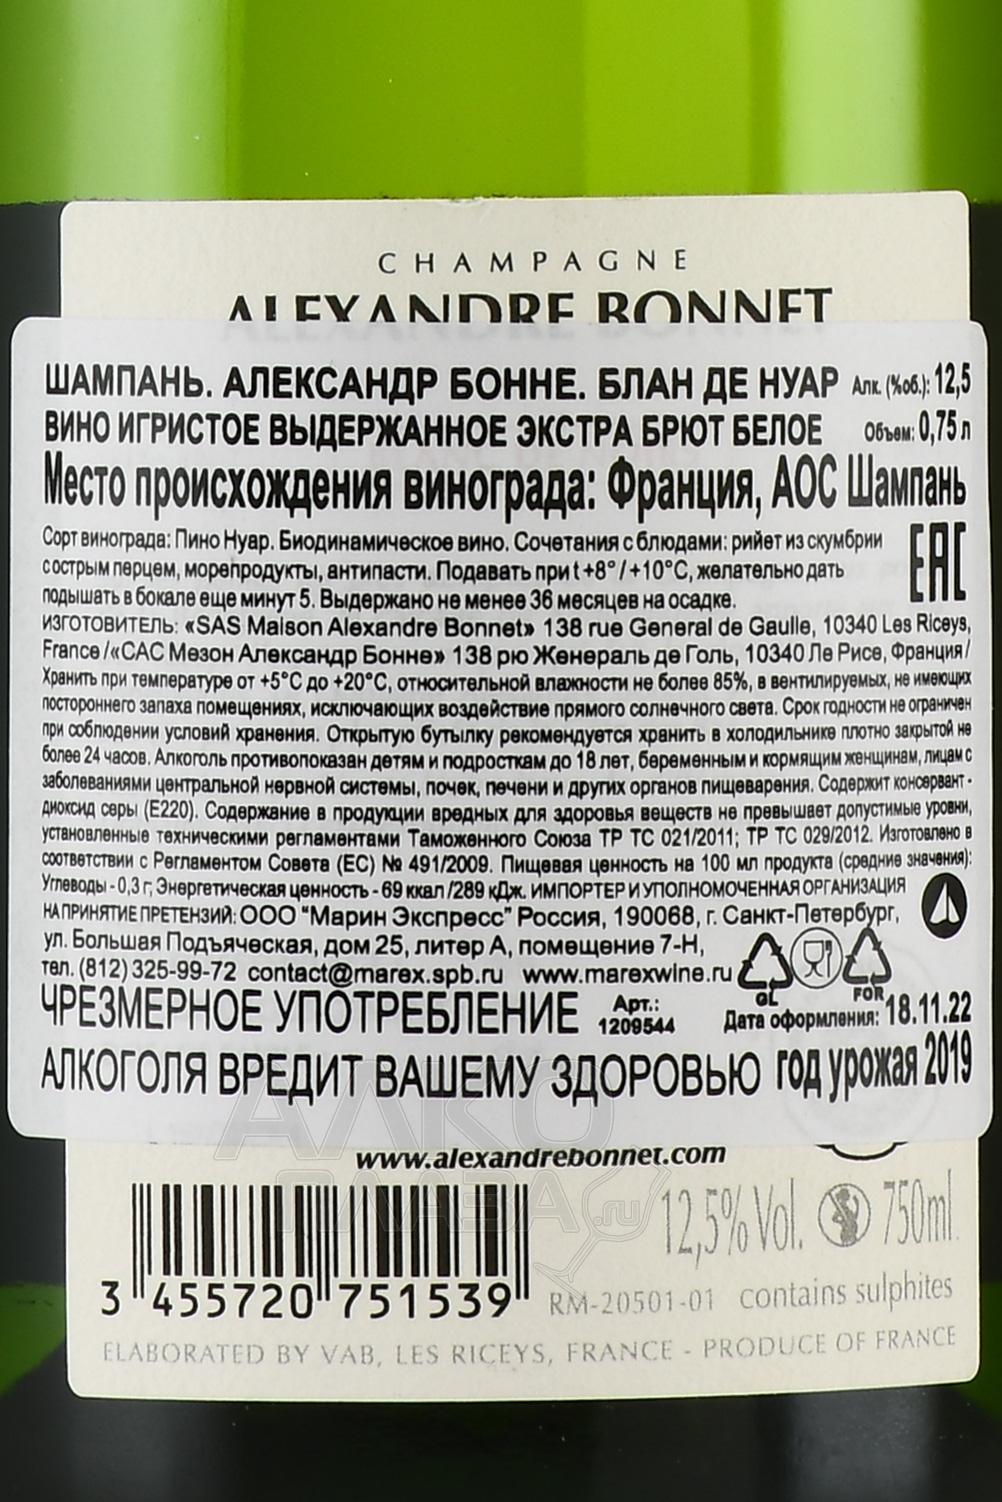 CHAMPAGNE
ALEXANDRE BONNET
ШАМПАНЬ. АЛЕКСАНДР БОННЕ. БЛАН ДЕ НУАР Алк. (%об.): 12,5
ВИНО ИГРИСТОЕ ВЫДЕРЖАННОЕ ЭКСТРА БРЮТ БЕЛОЕ Объем: 0,75 л
Место происхождения винограда: Франция, АОС Шампань
Сорт винограда: Пино Нуар. Биодинамическое вино. Сочетания с блюдами: рийет из скумбрии
с острым перцем, морепродукты, антипасти. Подавать при t +8°/+10°С, желательно дать
подышать в бокале еще минут 5. Выдержано не менее 36 месяцев на осадке.
EAC
ИЗГОТОВИТЕЛЬ: «SAS Maison Alexandre Bonnet» 138 rue General de Gaulle, 10340 Les Riceys,
France /«САС Мезон Александр Бонне» 138 рю Женераль де Голь, 10340 Ле Рисе, Франция /
Хранить при температуре от +5°С до +20°С, относительной влажности не более 85%, в вентилируемых, не имеющих
постороннего запаха помещениях, исключающих воздействие прямого солнечного света. Срок годности не ограничен
при соблюдении условий хранения. Открытую бутылку рекомендуется хранить в холодильнике плотно закрытой не
более 24 часов. Алкоголь противопоказан детям и подросткам до 18 лет, беременным и кормящим женщинам, лицам с
заболеваниями центральной нервной системы, почек, печени и других органов пищеварения. Содержит консервант -
диоксид серы (Е220). Содержание в продукции вредных для здоровья веществ не превышает допустимые уровни,
установленные техническими регламентами Таможенного Союза ТР ТС 021/2011; ТР ТС 029/2012. Изготовлено в
соответствии с Регламентом Совета (ЕС) № 491/2009. Пищевая ценность на 100 мл продукта (средние значения):
Углеводы - 0,3 г; Энергетическая ценность - 69 ккал /289 кДж. ИМПОРТЕР И УПОЛНОМОЧЕННАЯ ОРГАНИЗАЦИЯ
НА ПРИНЯТИЕ ПРЕТЕНЗИЙ: ООО "Марин Экспресс" Россия, 190068, г. Санкт-Петербург,
ул. Большая Подъяческая, дом 25, литер А, помещение 7-Н,
тел. (812) 325-99-72 contact@marex.spb.ru www.marexwine.ru
GL FOR
ЧРЕЗМЕРНОЕ УПОТРЕБЛЕНИЕ Арт.: 1209544 Дата оформления: 18.11.22
АЛКОГОЛЯ ВРЕДИТ ВАШЕМУ ЗДОРОВЬЮ год урожая 2019
АЛКО
ПЛАЗА.ru
www.alexandrebonnet.com
12,5% Vol. 750ml
3 455720 751539
RM-20501-01 contains sulphites
ELABORATED BY VAB, LES RICEYS, FRANCE - PRODUCE OF FRANCE